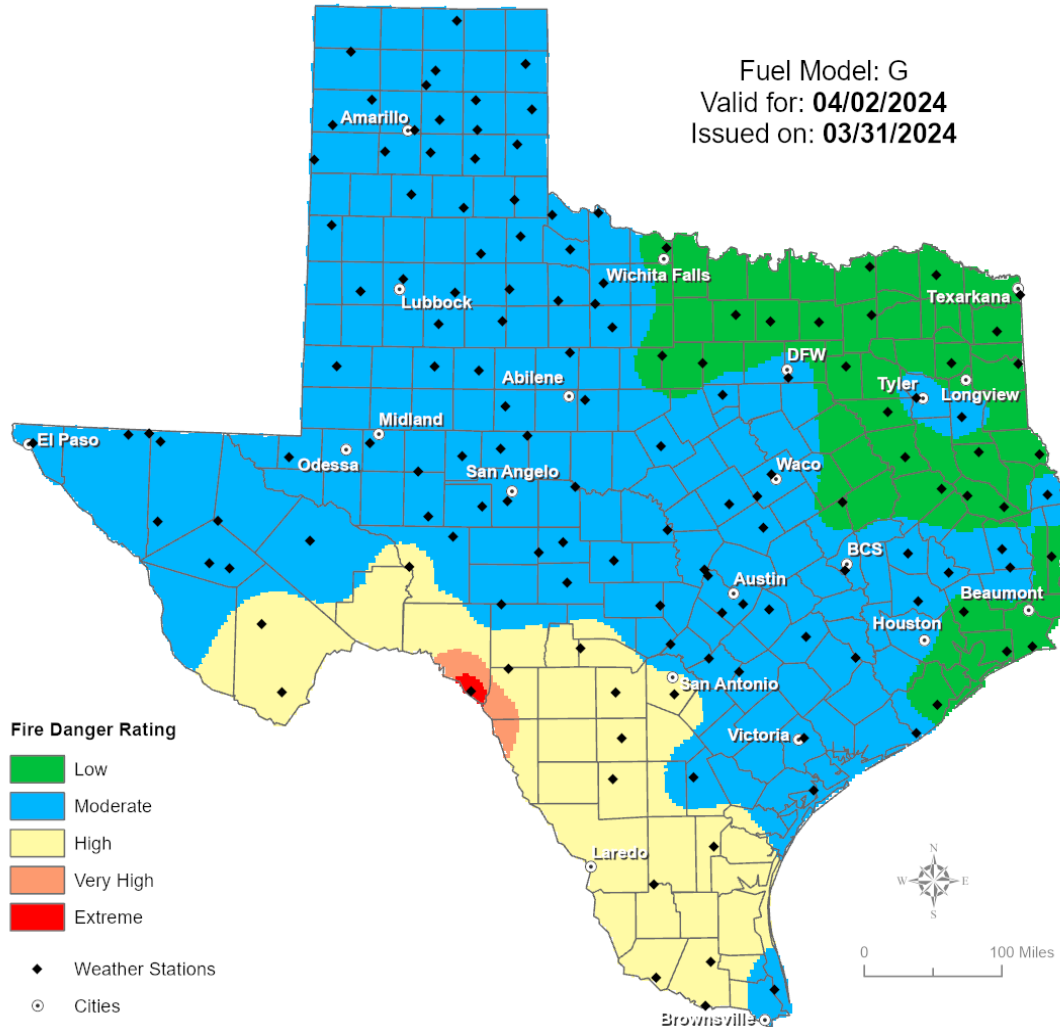 Fuel Model: G
Valid for: 04/02/2024
Issued on: 03/31/2024
Amarillo
Wichita Falls
Lubbock
Texarkana
DFW
Abilene
Tyler
Longview
Midland
El Paso
Odessa
San Angelo
Waco
BCS
Austin
Beaumont
Houston
San Antonio
Victoria
Laredo
Brownsville
Fire Danger Rating
Low
Moderate
High
Very High
Extreme
Weather Stations
Cities
N
W
E
S
0
100 Miles